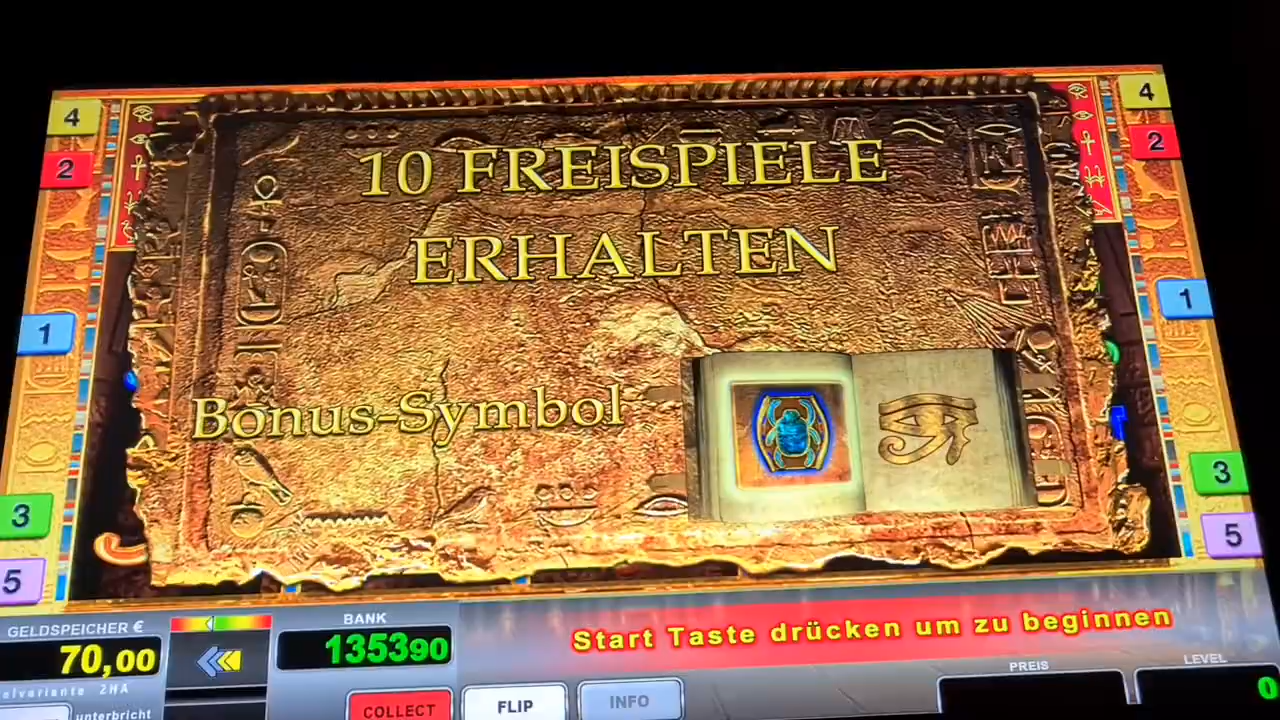 4
4
2
2
10 FREISPIELE
ERHALTEN
1
1
Bonus-Symbol
3
3
5
5
GELDSPEICHER €
70,00
BANK
135390
Start Taste drücken um zu beginnen
PREIS
LEVEL
0
2HA
unterbricht
COLLECT
FLIP
INFO